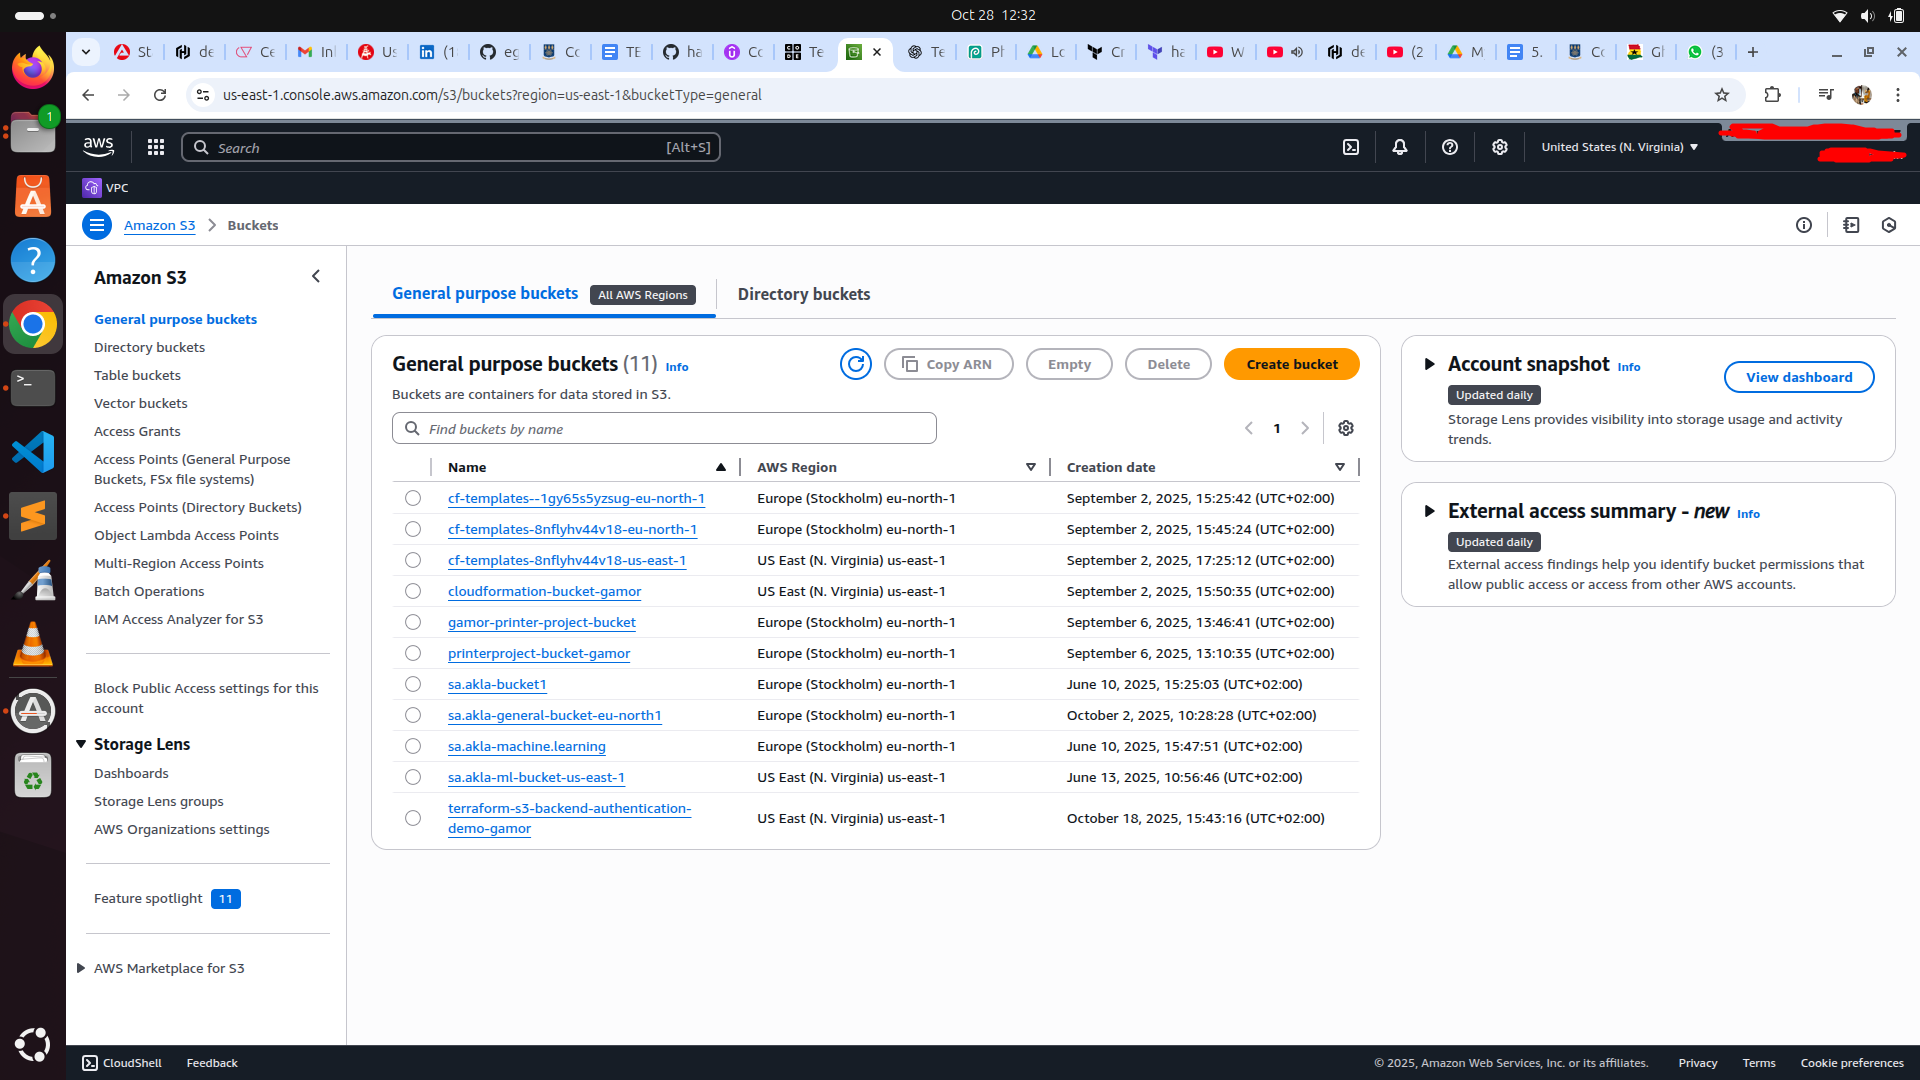 Oct 28 12:32
St
de
Ce
In
Us
(1
eg
Co
TE
ha
Co
Te
Te
Ph
Lo
Cr
ha
W
de
(2
M
5.
Co
Gl
(3
us-east-1.console.aws.amazon.com/s3/buckets?region=us-east-1&bucketType=general
1
aws
Search
[Alt+S]
United States (N. Virginia)
VPC
Amazon S3
Buckets
Amazon S3
General purpose buckets
Directory buckets
Table buckets
Vector buckets
Access Grants
Access Points (General Purpose
Buckets, FSx file systems)
Access Points (Directory Buckets)
Object Lambda Access Points
Multi-Region Access Points
Batch Operations
IAM Access Analyzer for S3
Block Public Access settings for this
account
Storage Lens
Dashboards
Storage Lens groups
AWS Organizations settings
Feature spotlight 11
AWS Marketplace for S3
General purpose buckets All AWS Regions
Directory buckets
General purpose buckets (11) Info
Copy ARN
Empty
Delete
Create bucket
Buckets are containers for data stored in S3.
Find buckets by name
1
Name AWS Region Creation date
cf-templates--1gy65s5yzsug-eu-north-1 Europe (Stockholm) eu-north-1 September 2, 2025, 15:25:42 (UTC+02:00)
cf-templates-8nflyhv44v18-eu-north-1 Europe (Stockholm) eu-north-1 September 2, 2025, 15:45:24 (UTC+02:00)
cf-templates-8nflyhv44v18-us-east-1 US East (N. Virginia) us-east-1 September 2, 2025, 17:25:12 (UTC+02:00)
cloudformation-bucket-gamor US East (N. Virginia) us-east-1 September 2, 2025, 15:50:35 (UTC+02:00)
gamor-printer-project-bucket Europe (Stockholm) eu-north-1 September 6, 2025, 13:46:41 (UTC+02:00)
printerproject-bucket-gamor Europe (Stockholm) eu-north-1 September 6, 2025, 13:10:35 (UTC+02:00)
sa.akla-bucket1 Europe (Stockholm) eu-north-1 June 10, 2025, 15:25:03 (UTC+02:00)
sa.akla-general-bucket-eu-north1 Europe (Stockholm) eu-north-1 October 2, 2025, 10:28:28 (UTC+02:00)
sa.akla-machine.learning Europe (Stockholm) eu-north-1 June 10, 2025, 15:47:51 (UTC+02:00)
sa.akla-ml-bucket-us-east-1 US East (N. Virginia) us-east-1 June 13, 2025, 10:56:46 (UTC+02:00)
terraform-s3-backend-authentication-
demo-gamor US East (N. Virginia) us-east-1 October 18, 2025, 15:43:16 (UTC+02:00)
Account snapshot Info
View dashboard
Updated daily
Storage Lens provides visibility into storage usage and activity
trends.
External access summary - new Info
Updated daily
External access findings help you identify bucket permissions that
allow public access or access from other AWS accounts.
CloudShell
Feedback
© 2025, Amazon Web Services, Inc. or its affiliates.
Privacy
Terms
Cookie preferences